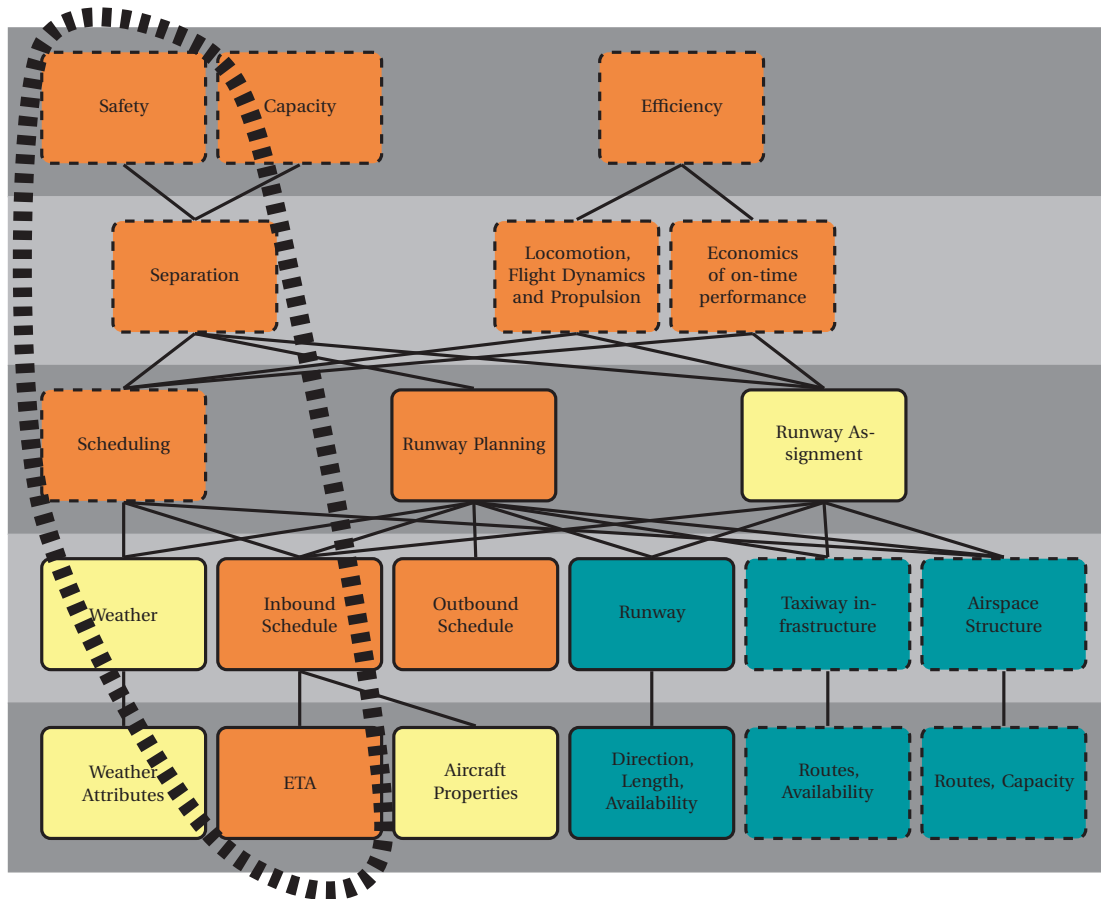 Safety
Capacity
Efficiency
Separation
Locomotion,
Flight Dynamics
and Propulsion
Economics
of on-time
performance
Scheduling
Runway Planning
Runway As-
signment
Weather
Inbound
Schedule
Outbound
Schedule
Runway
Taxiway in-
frastructure
Airspace
Structure
Weather
Attributes
ETA
Aircraft
Properties
Direction,
Length,
Availability
Routes,
Availability
Routes, Capacity